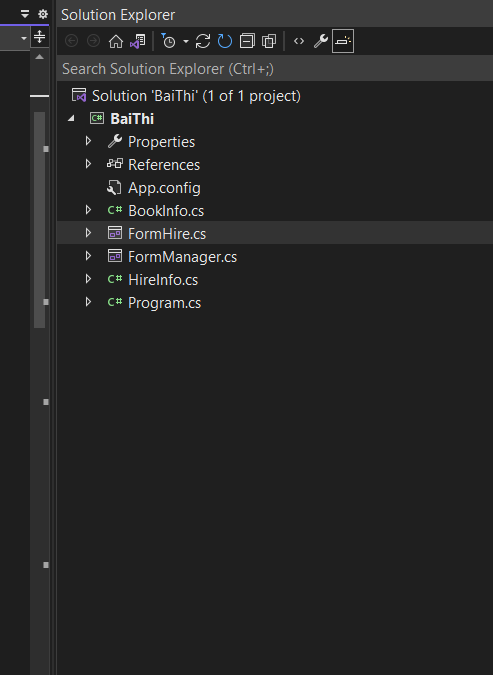 Solution Explorer
Search Solution Explorer (Ctrl+;)
Solution 'BaiThi' (1 of 1 project)
C# BaiThi
Properties
References
App.config
C# BookInfo.cs
FormHire.cs
FormManager.cs
C# HireInfo.cs
C# Program.cs